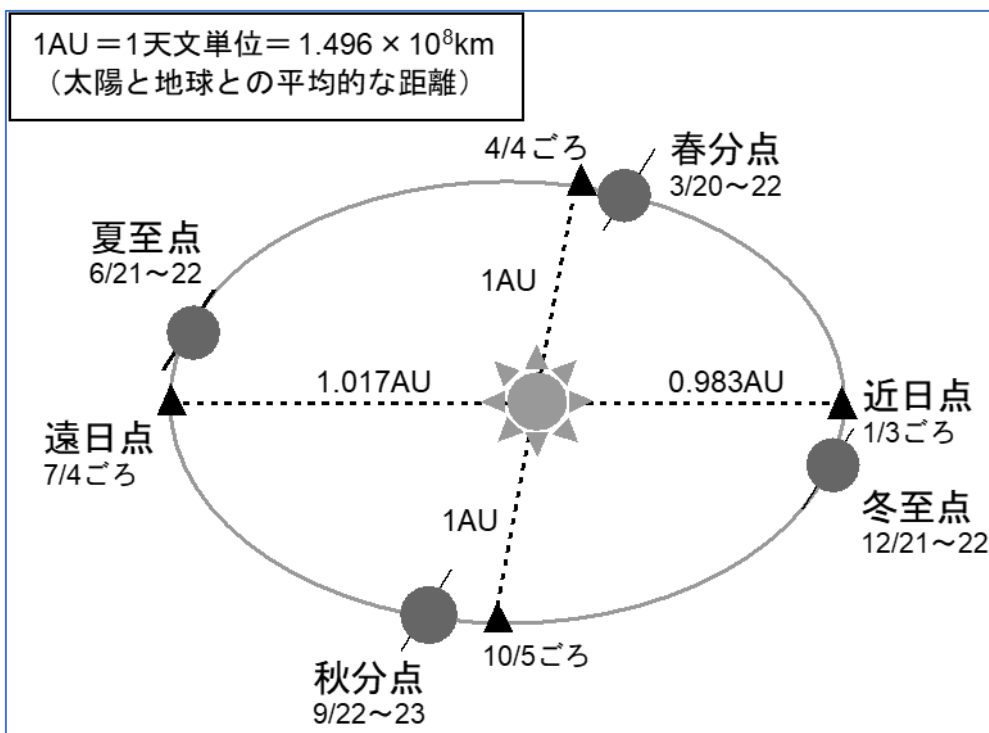 1AU＝1天文単位＝1.496 × 10⁸km
（太陽と地球との平均的な距離）
4/4ごろ
春分点
3/20～22
夏至点
6/21～22
1AU
1.017AU
0.983AU
近日点
1/3ごろ
遠日点
7/4ごろ
冬至点
12/21～22
1AU
10/5ごろ
秋分点
9/22～23